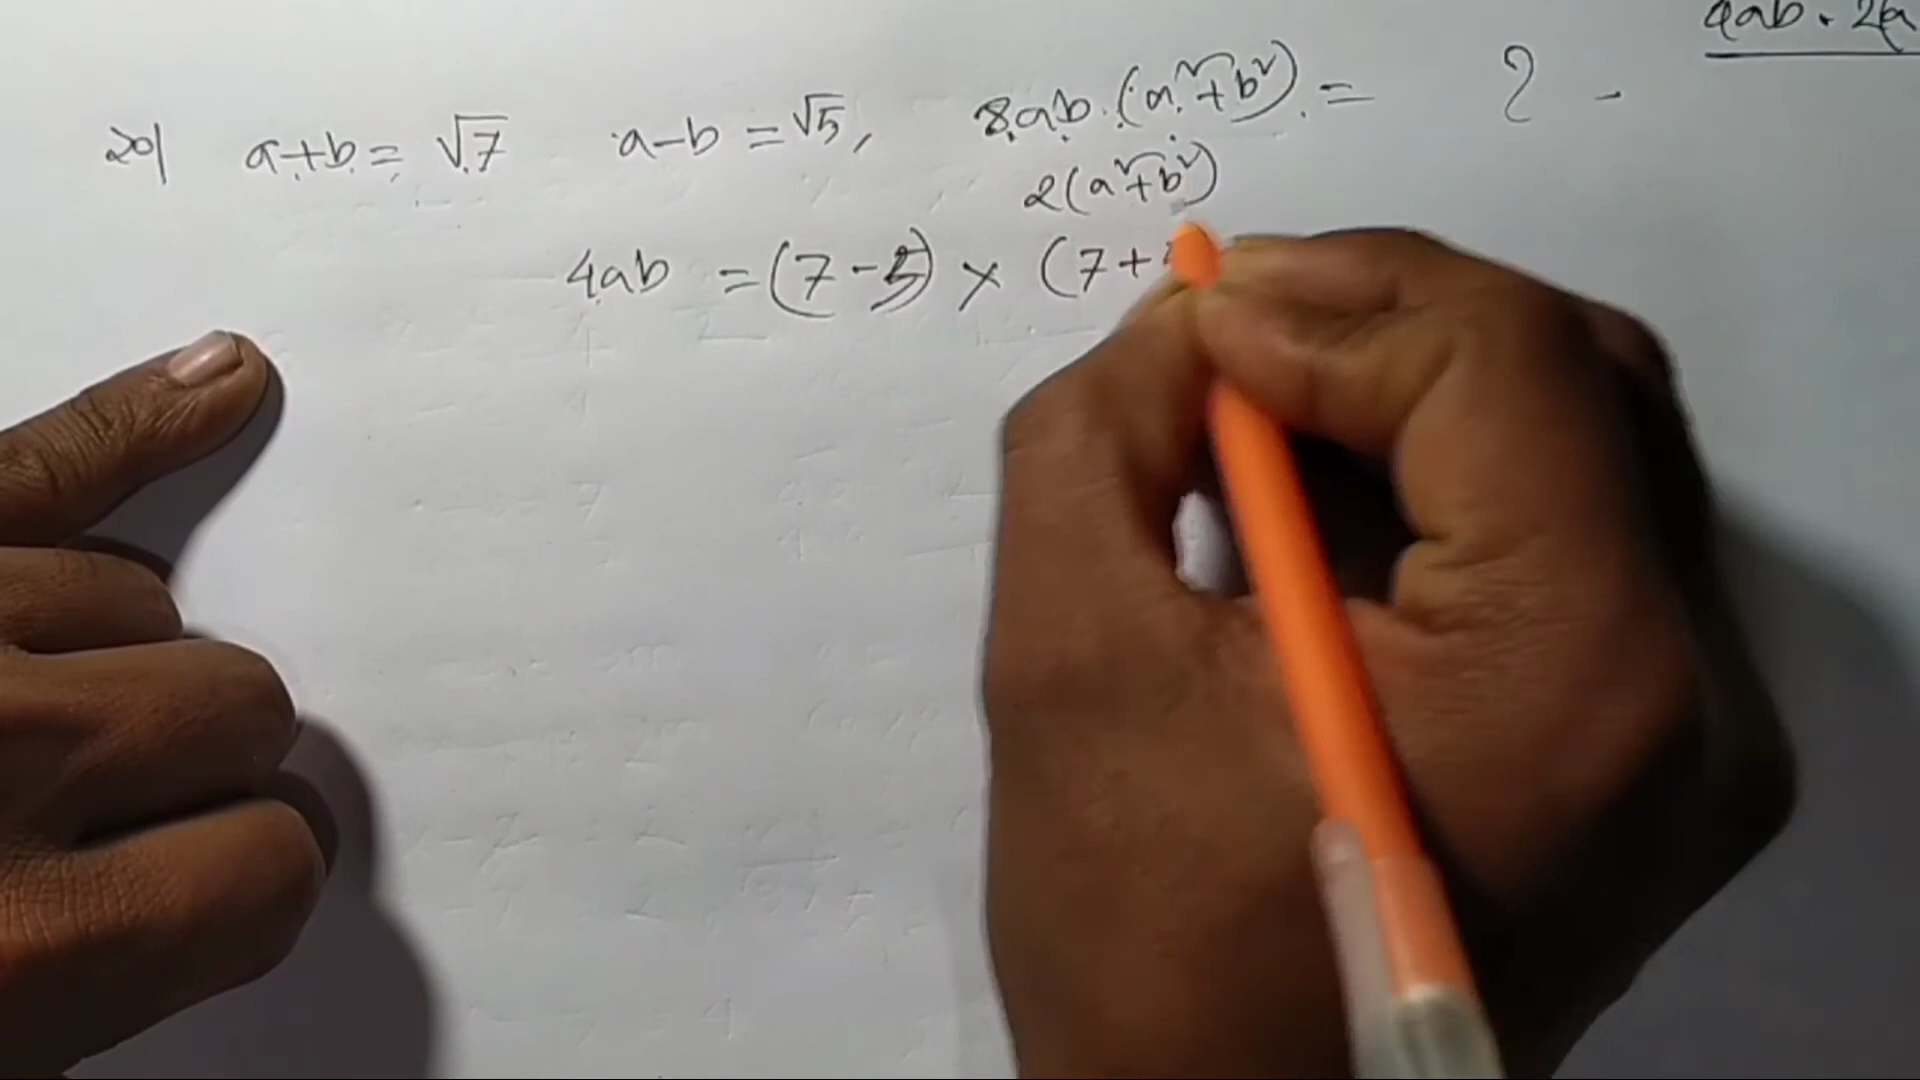 4ab · 2(a
20) a+b = √7 a-b = √5, 8ab·(a²+b²) = ? -
2(a²+b²)
4ab = (7-5) × (7+